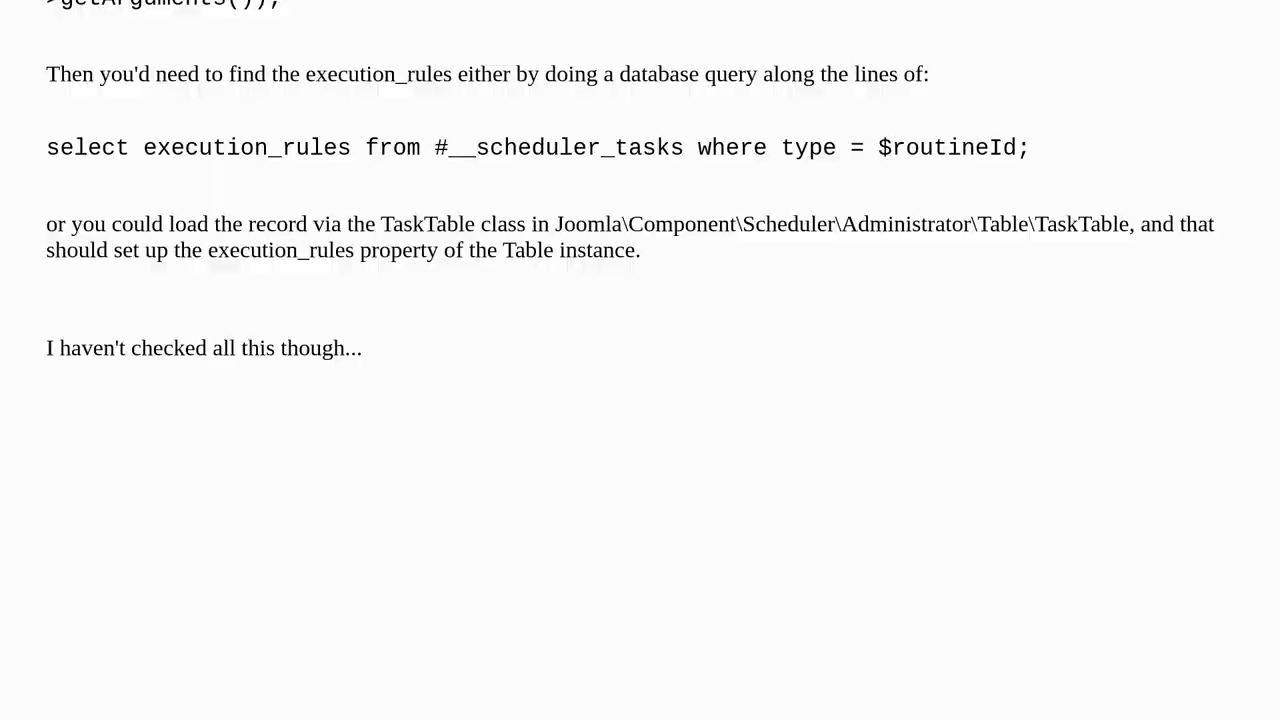 >getArguments());
Then you'd need to find the execution_rules either by doing a database query along the lines of:
select execution_rules from #__scheduler_tasks where type = $routineId;
or you could load the record via the TaskTable class in Joomla\Component\Scheduler\Administrator\Table\TaskTable, and that
should set up the execution_rules property of the Table instance.
I haven't checked all this though...